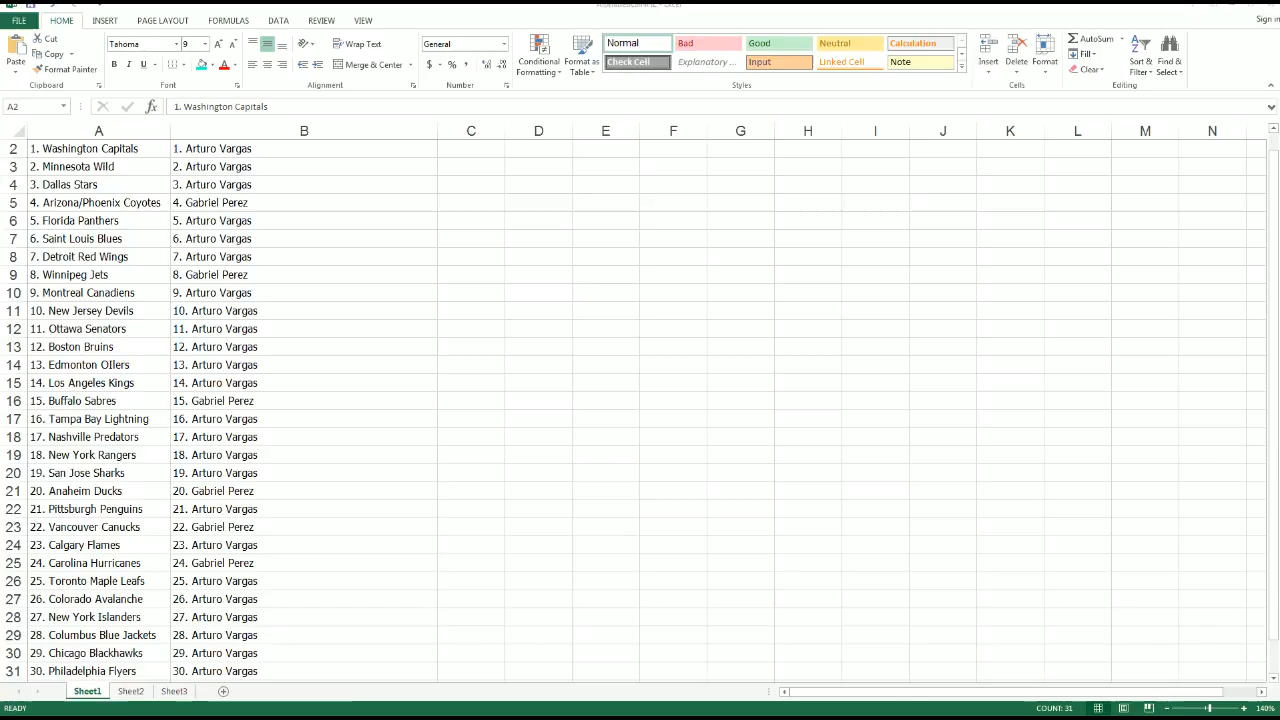 FILE HOME INSERT PAGE LAYOUT FORMULAS DATA REVIEW VIEW Sign in
Paste Cut Copy Format Painter Clipboard
Tahoma 9 B I U A A Font
Wrap Text Merge & Center Alignment
General $ % , Number
Conditional Formatting Format as Table
Normal Bad Good Neutral Calculation
Check Cell Explanatory ... Input Linked Cell Note
Styles
Insert Delete Format Cells
AutoSum Fill Clear Sort & Filter Find & Select Editing
A2 fx 1. Washington Capitals
A B C D E F G H I J K L M N
2 1. Washington Capitals 1. Arturo Vargas
3 2. Minnesota Wild 2. Arturo Vargas
4 3. Dallas Stars 3. Arturo Vargas
5 4. Arizona/Phoenix Coyotes 4. Gabriel Perez
6 5. Florida Panthers 5. Arturo Vargas
7 6. Saint Louis Blues 6. Arturo Vargas
8 7. Detroit Red Wings 7. Arturo Vargas
9 8. Winnipeg Jets 8. Gabriel Perez
10 9. Montreal Canadiens 9. Arturo Vargas
11 10. New Jersey Devils 10. Arturo Vargas
12 11. Ottawa Senators 11. Arturo Vargas
13 12. Boston Bruins 12. Arturo Vargas
14 13. Edmonton OIlers 13. Arturo Vargas
15 14. Los Angeles Kings 14. Arturo Vargas
16 15. Buffalo Sabres 15. Gabriel Perez
17 16. Tampa Bay Lightning 16. Arturo Vargas
18 17. Nashville Predators 17. Arturo Vargas
19 18. New York Rangers 18. Arturo Vargas
20 19. San Jose Sharks 19. Arturo Vargas
21 20. Anaheim Ducks 20. Gabriel Perez
22 21. Pittsburgh Penguins 21. Arturo Vargas
23 22. Vancouver Canucks 22. Gabriel Perez
24 23. Calgary Flames 23. Arturo Vargas
25 24. Carolina Hurricanes 24. Gabriel Perez
26 25. Toronto Maple Leafs 25. Arturo Vargas
27 26. Colorado Avalanche 26. Arturo Vargas
28 27. New York Islanders 27. Arturo Vargas
29 28. Columbus Blue Jackets 28. Arturo Vargas
30 29. Chicago Blackhawks 29. Arturo Vargas
31 30. Philadelphia Flyers 30. Arturo Vargas
Sheet1 Sheet2 Sheet3
READY COUNT: 31 140%